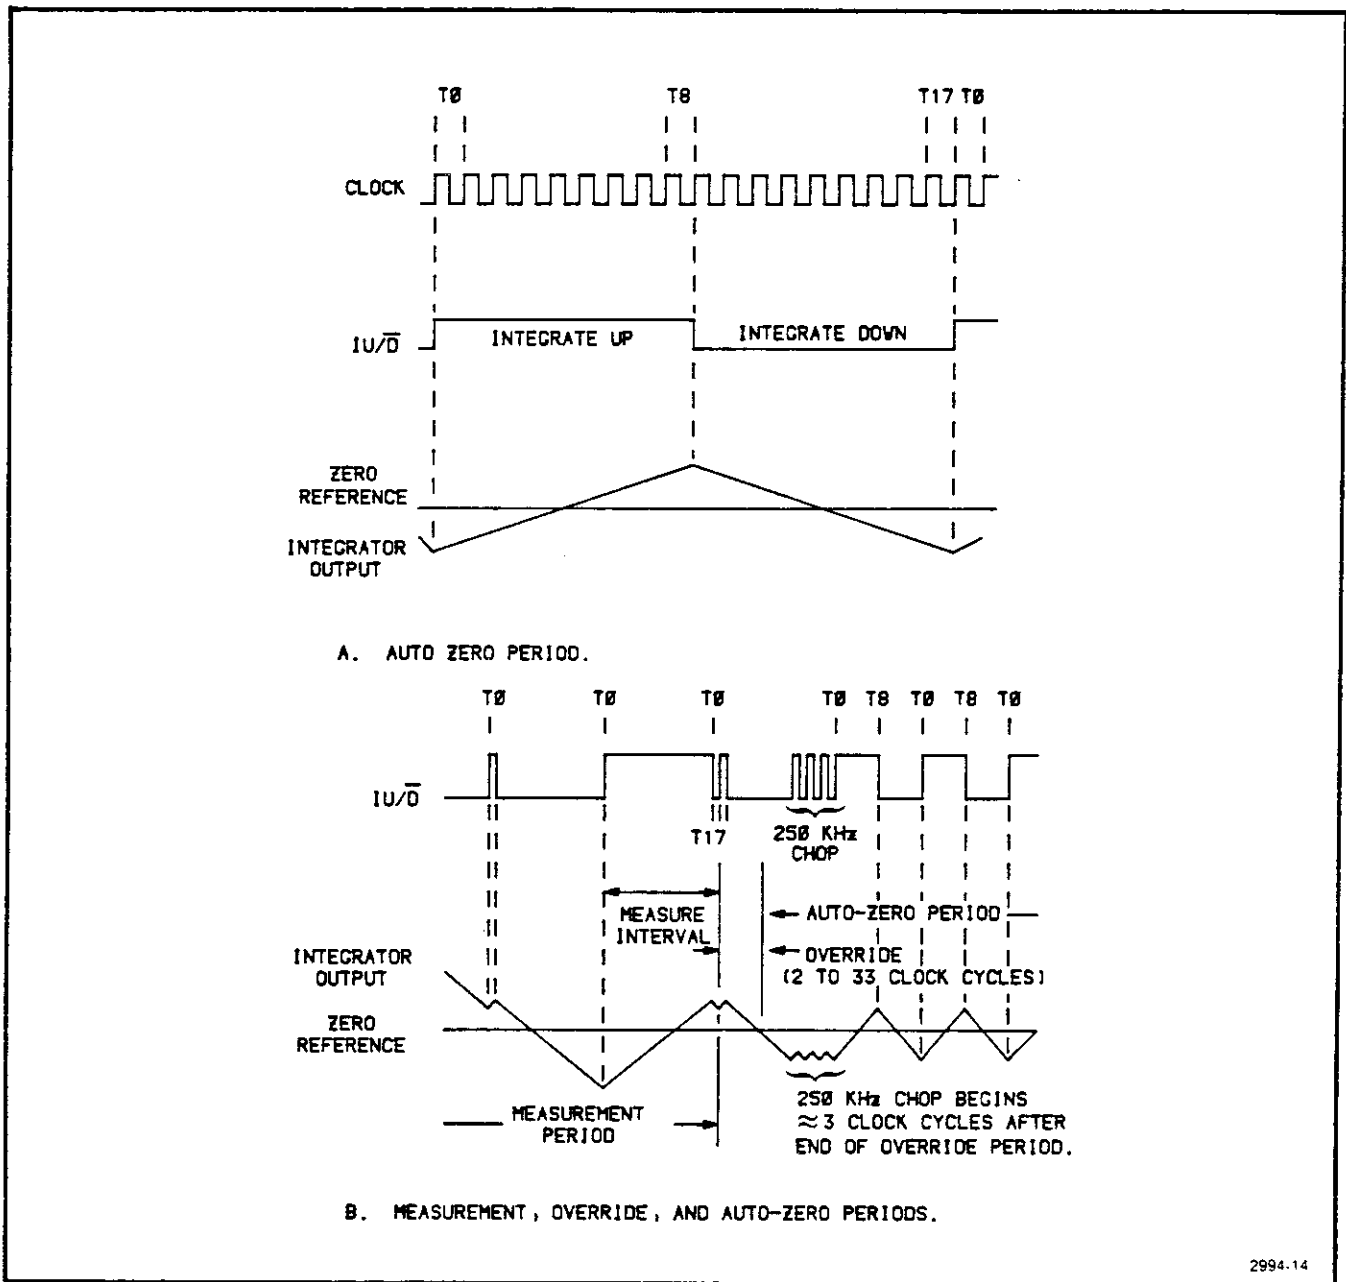 TØ T8 T17 TØ
CLOCK
IU/D̅
INTEGRATE UP
INTEGRATE DOWN
ZERO
REFERENCE
INTEGRATOR
OUTPUT
A. AUTO ZERO PERIOD.
TØ TØ TØ TØ T8 TØ T8 TØ
IU/D̅
T17
25Ø KHz
CHOP
MEASURE
INTERVAL
AUTO-ZERO PERIOD
OVERRIDE
(2 TO 33 CLOCK CYCLES)
INTEGRATOR
OUTPUT
ZERO
REFERENCE
MEASUREMENT
PERIOD
25Ø KHz CHOP BEGINS
≈3 CLOCK CYCLES AFTER
END OF OVERRIDE PERIOD.
B. MEASUREMENT, OVERRIDE, AND AUTO-ZERO PERIODS.
2994-14